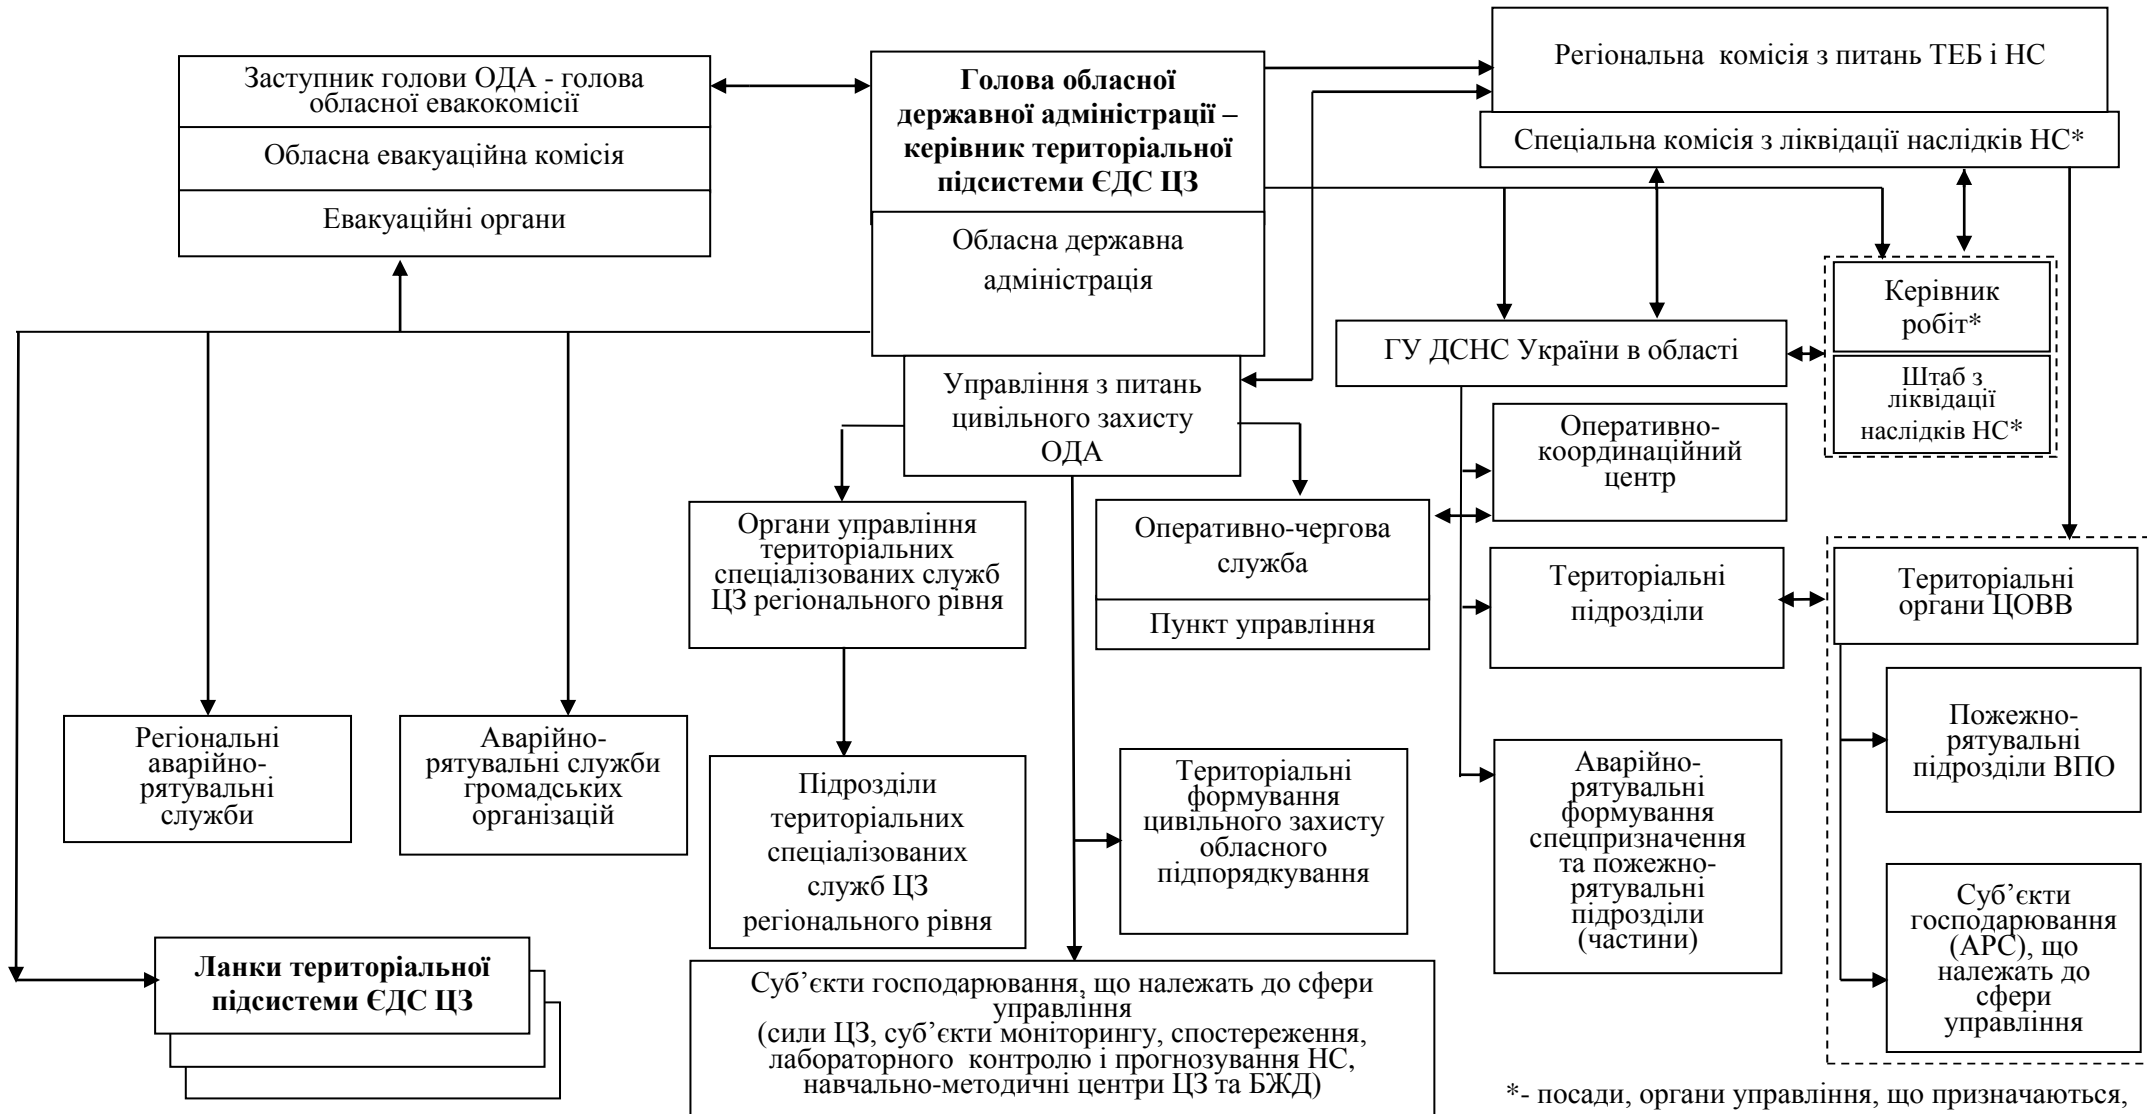 Заступник голови ОДА - голова
обласної евакокомісії
Обласна евакуаційна комісія
Евакуаційні органи
Голова обласної
державної адміністрації –
керівник територіальної
підсистеми ЄДС ЦЗ
Обласна державна
адміністрація
Управління з питань
цивільного захисту
ОДА
Регіональна комісія з питань ТЕБ і НС
Спеціальна комісія з ліквідації наслідків НС*
Керівник
робіт*
Штаб з
ліквідації
наслідків НС*
ГУ ДСНС України в області
Оперативно-
координаційний
центр
Органи управління
територіальних
спеціалізованих служб
ЦЗ регіонального рівня
Оперативно-чергова
служба
Пункт управління
Територіальні
підрозділи
Територіальні
органи ЦОВВ
Регіональні
аварійно-
рятувальні
служби
Аварійно-
рятувальні служби
громадських
організацій
Підрозділи
територіальних
спеціалізованих
служб ЦЗ
регіонального рівня
Територіальні
формування
цивільного захисту
обласного
підпорядкування
Аварійно-
рятувальні
формування
спецпризначення
та пожежно-
рятувальні
підрозділи
(частини)
Пожежно-
рятувальні
підрозділи ВПО
Суб’єкти
господарювання
(АРС), що
належать до
сфери
управління
Ланки територіальної
підсистеми ЄДС ЦЗ
Суб’єкти господарювання, що належать до сфери
управління
(сили ЦЗ, суб’єкти моніторингу, спостереження,
лабораторного контролю і прогнозування НС,
навчально-методичні центри ЦЗ та БЖД)
*- посади, органи управління, що призначаються,